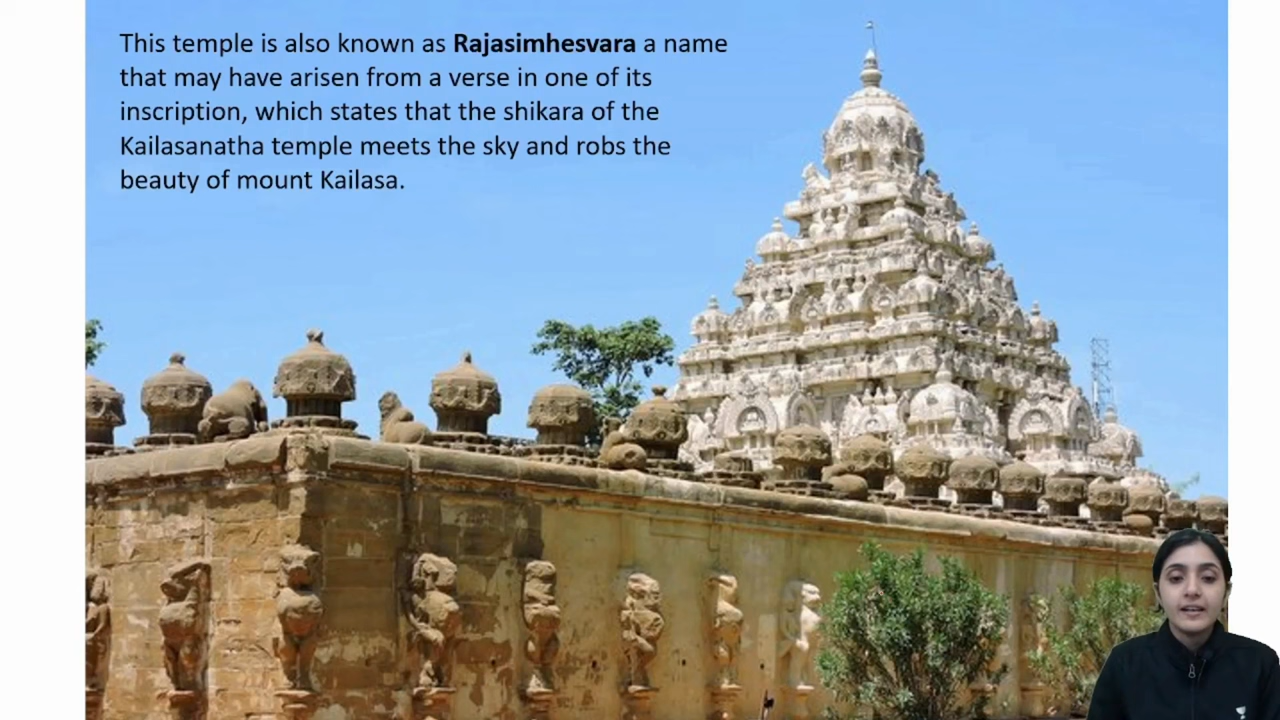 This temple is also known as Rajasimhesvara a name
that may have arisen from a verse in one of its
inscription, which states that the shikara of the
Kailasanatha temple meets the sky and robs the
beauty of mount Kailasa.